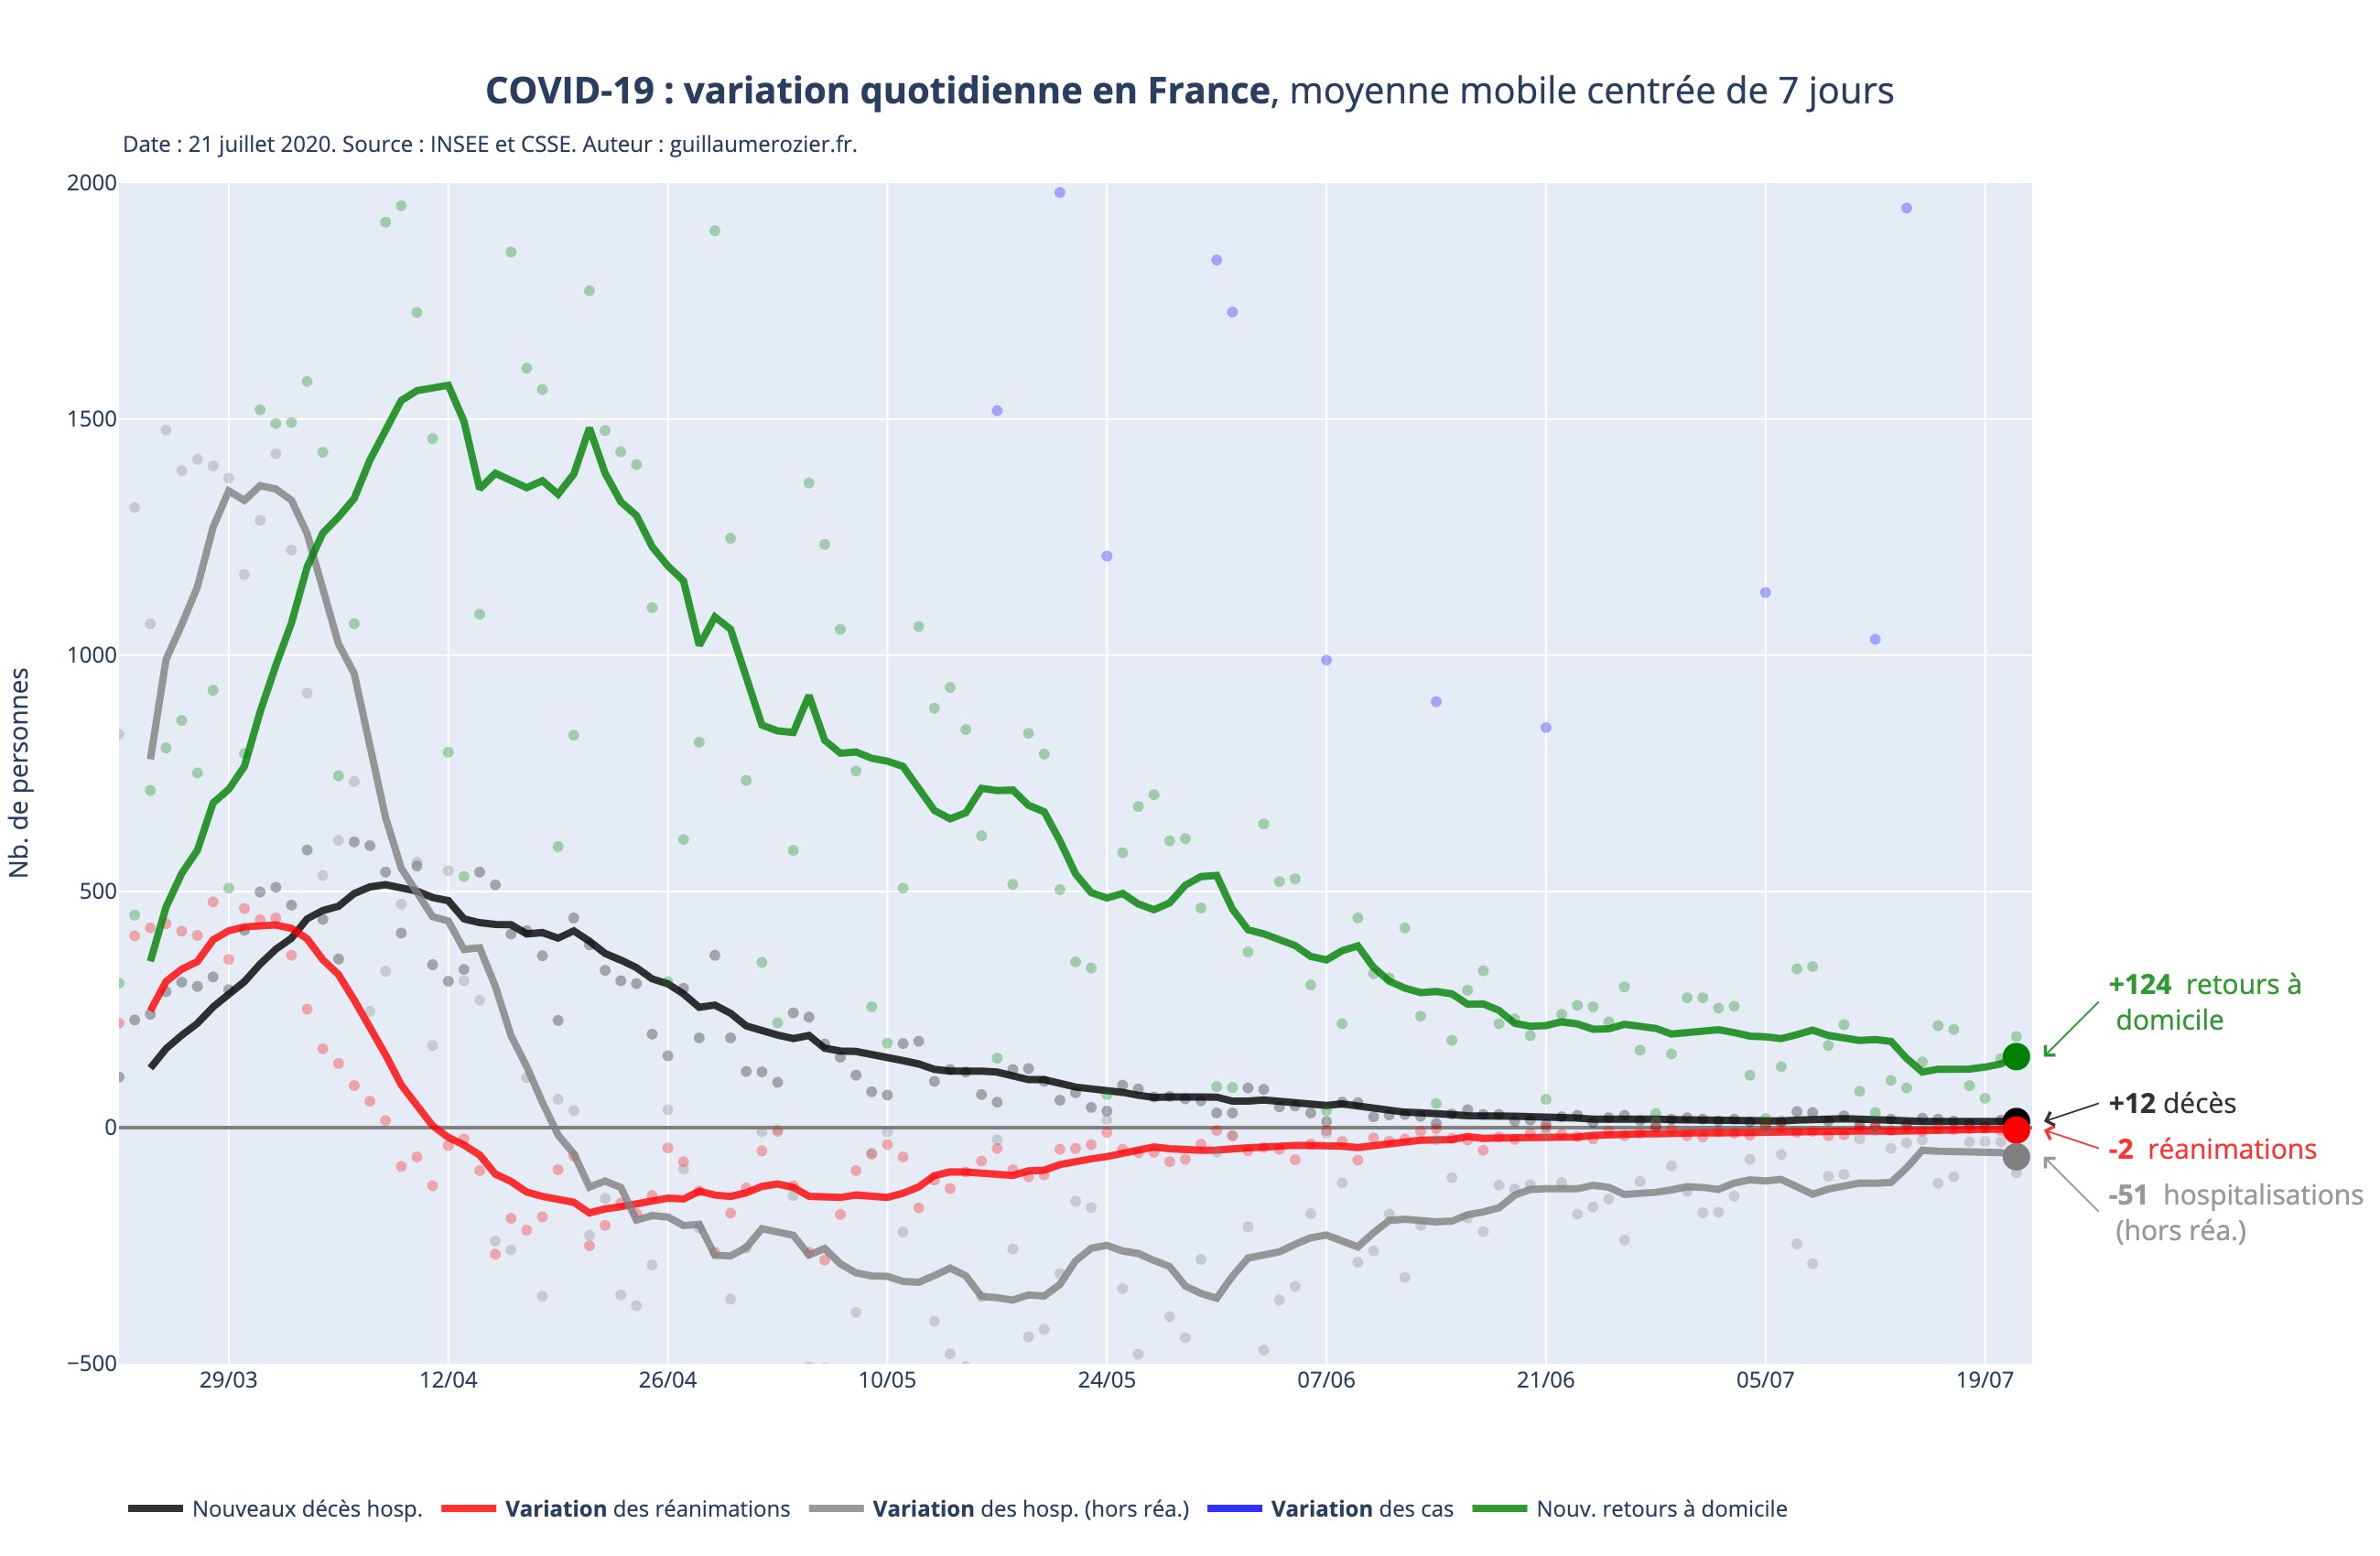 COVID-19 : variation quotidienne en France, moyenne mobile centrée de 7 jours
Date : 21 juillet 2020. Source : INSEE et CSSE. Auteur : guillaumerozier.fr.
Nb. de personnes
2000
1500
1000
500
0
−500
29/03
12/04
26/04
10/05
24/05
07/06
21/06
05/07
19/07
+124 retours à
domicile
+12 décès
-2 réanimations
-51 hospitalisations
(hors réa.)
Nouveaux décès hosp.
Variation des réanimations
Variation des hosp. (hors réa.)
Variation des cas
Nouv. retours à domicile